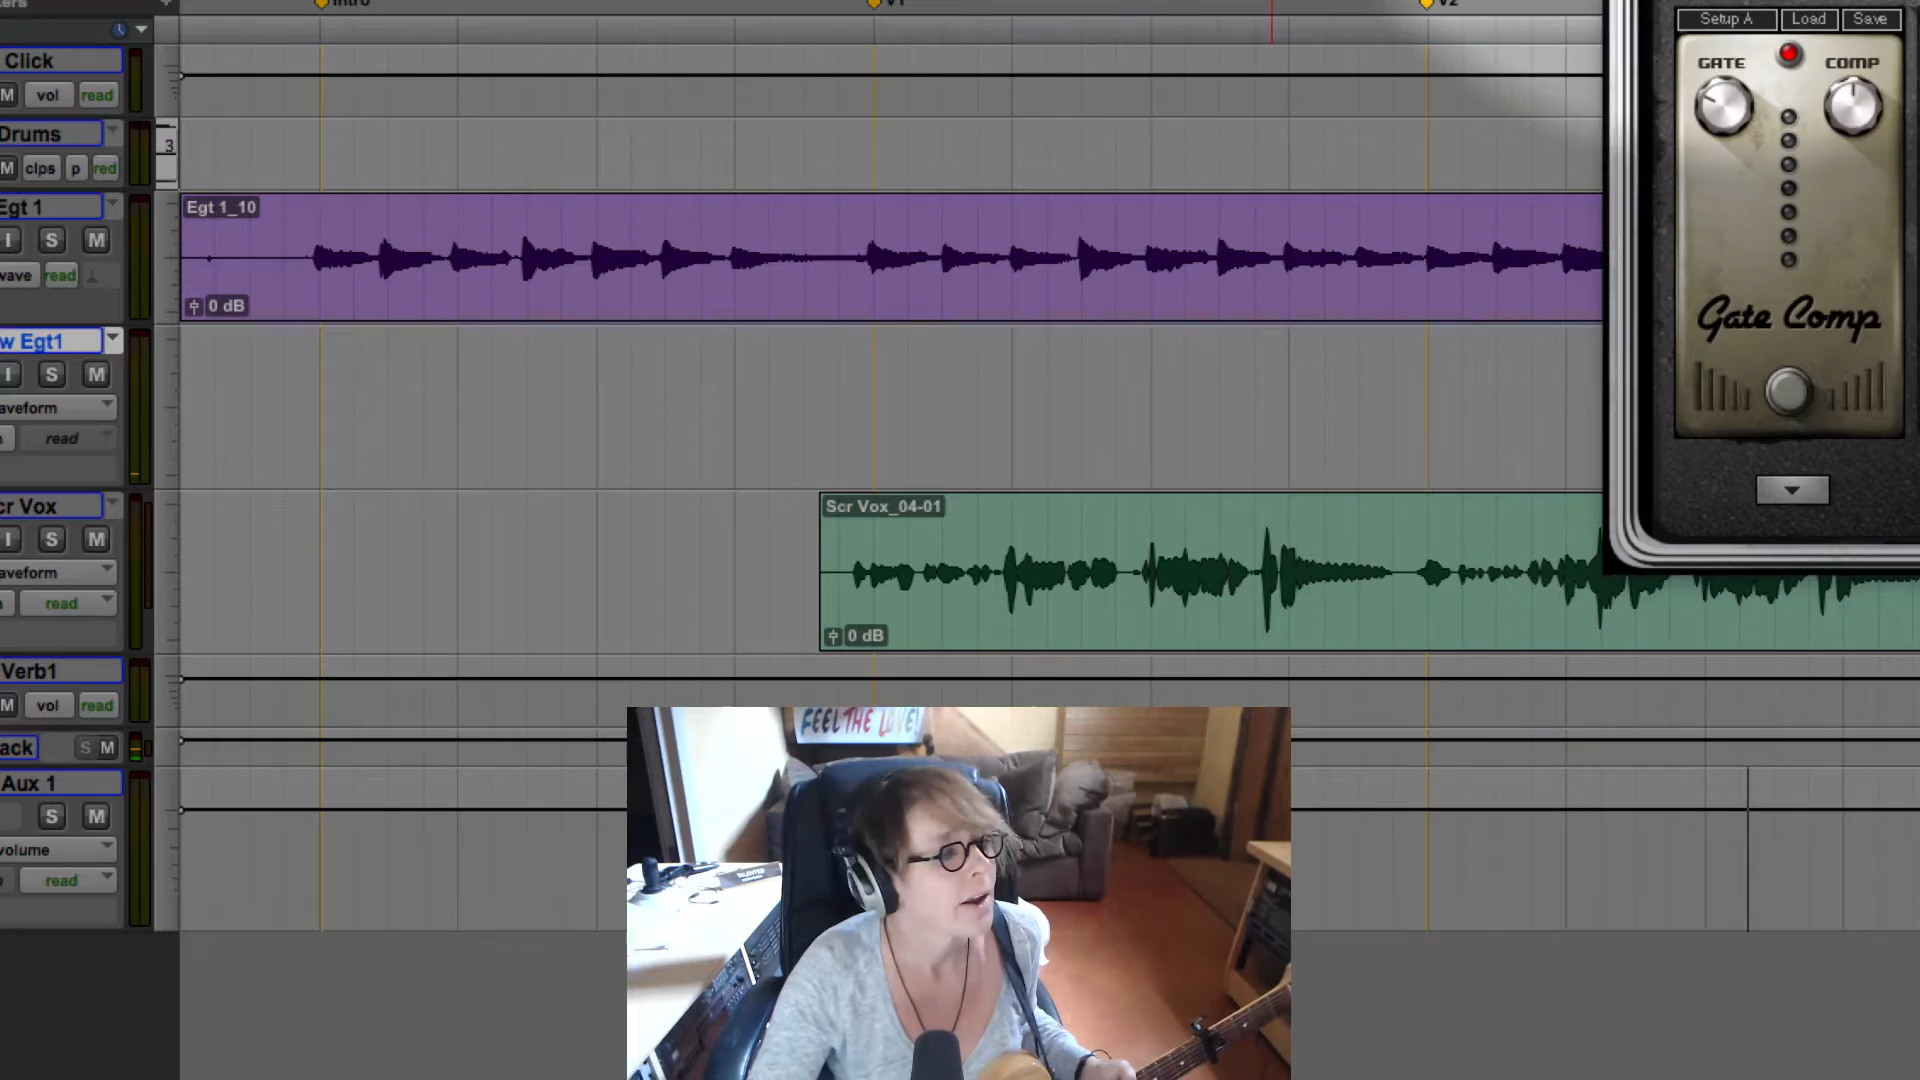 Intro
V1
V2
Setup A
Load
Save
Click
M
vol
read
GATE
COMP
Drums
M
clps
p
red
3
Egt 1
Egt 1_10
I
S
M
wave
read
0 dB
Gate Comp
w Egt1
I
S
M
aveform
read
cr Vox
Scr Vox_04-01
I
S
M
aveform
read
0 dB
Verb1
M
vol
read
FEEL THE LOVE!
ack
S
M
Aux 1
S
M
volume
read